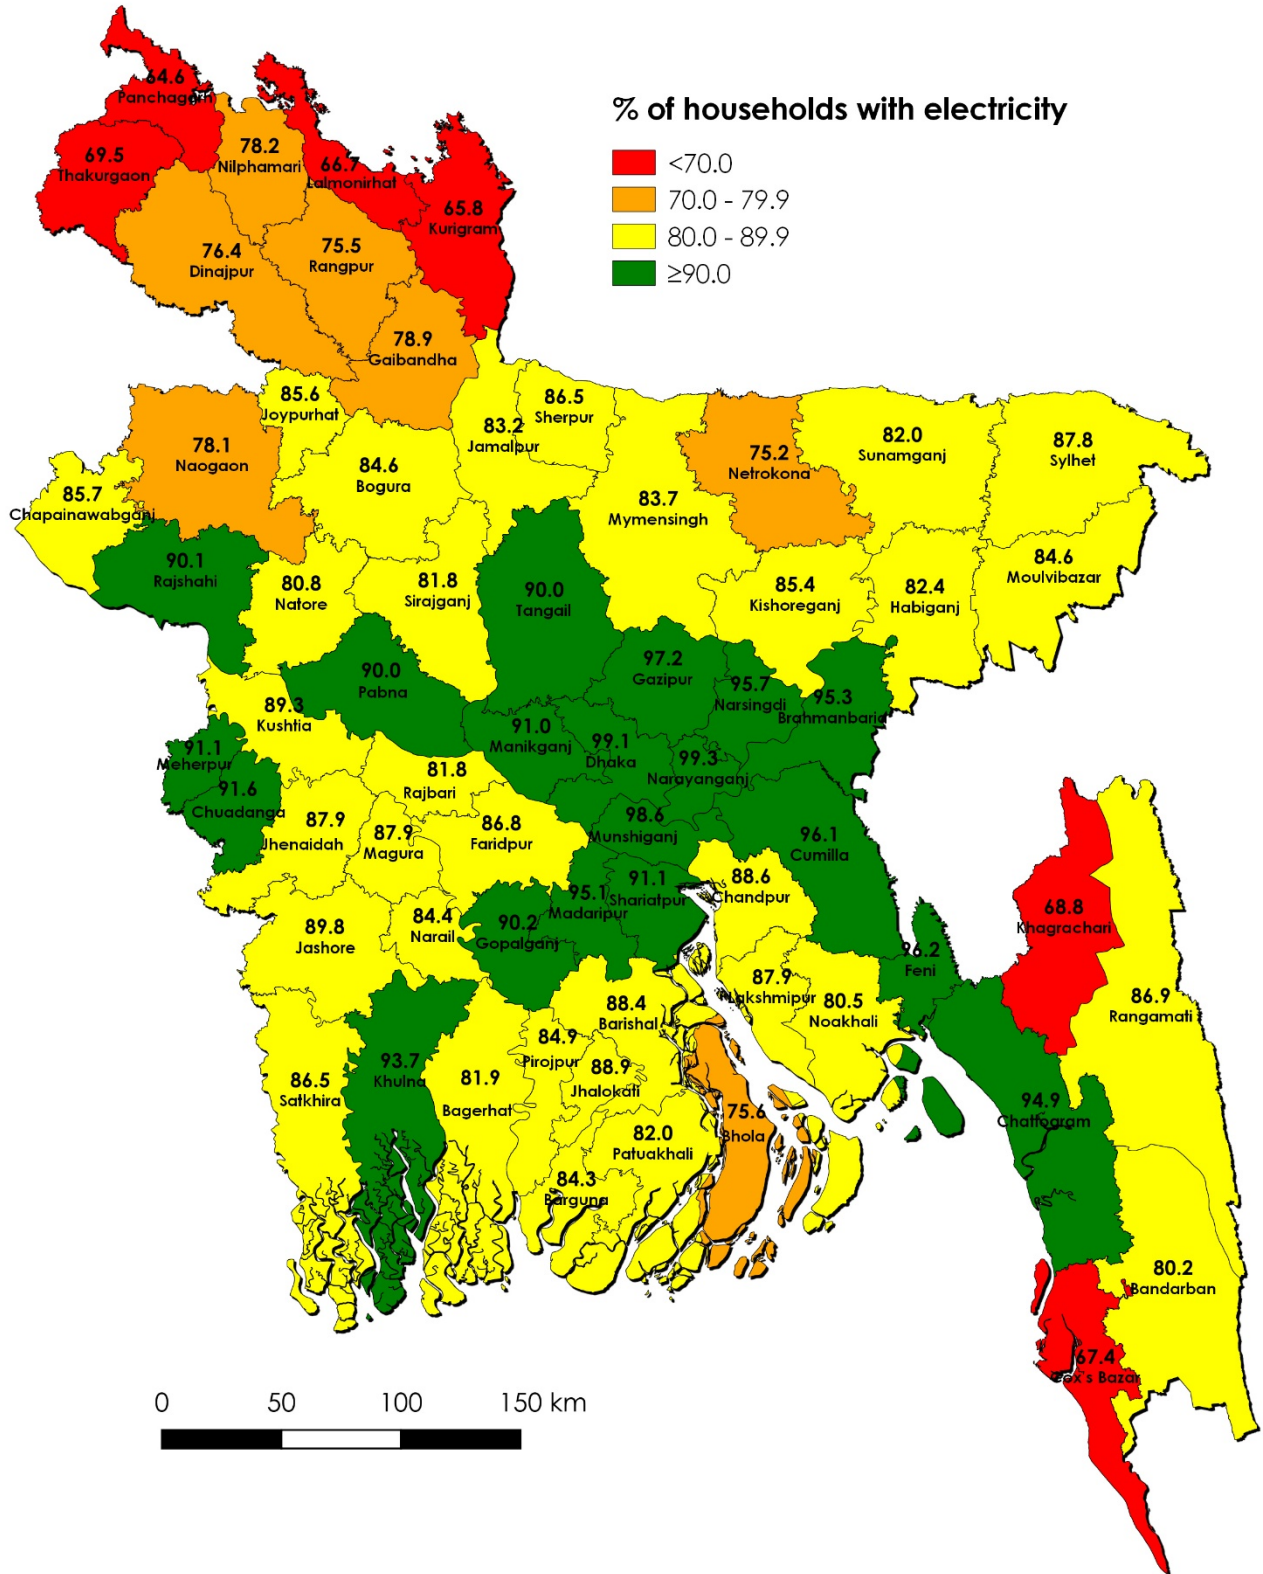 % of households with electricity
<70.0
70.0 - 79.9
80.0 - 89.9
≥90.0
64.6
Panchagarh
69.5
Thakurgaon
78.2
Nilphamari
66.7
Lalmonirhat
65.8
Kurigram
76.4
Dinajpur
75.5
Rangpur
78.9
Gaibandha
85.6
Joypurhat
86.5
Sherpur
83.2
Jamalpur
78.1
Naogaon
84.6
Bogura
75.2
Netrokona
82.0
Sunamganj
87.8
Sylhet
85.7
Chapainawabganj
83.7
Mymensingh
90.1
Rajshahi
80.8
Natore
81.8
Sirajganj
90.0
Tangail
85.4
Kishoreganj
82.4
Habiganj
84.6
Moulvibazar
90.0
Pabna
97.2
Gazipur
95.7
Narsingdi
95.3
Brahmanbaria
89.3
Kushtia
91.0
Manikganj
99.1
Dhaka
99.3
Narayanganj
91.1
Meherpur
91.6
Chuadanga
81.8
Rajbari
87.9
Jhenaidah
87.9
Magura
86.8
Faridpur
98.6
Munshiganj
96.1
Cumilla
95.1
Madaripur
91.1
Shariatpur
88.6
Chandpur
68.8
Khagrachari
89.8
Jashore
84.4
Narail
90.2
Gopalganj
96.2
Feni
87.9
Lakshmipur
80.5
Noakhali
86.9
Rangamati
88.4
Barishal
84.9
Pirojpur
88.9
Jhalokati
86.5
Satkhira
93.7
Khulna
81.9
Bagerhat
82.0
Patuakhali
75.6
Bhola
84.3
Barguna
94.9
Chattogram
80.2
Bandarban
67.4
Cox's Bazar
0 50 100 150 km